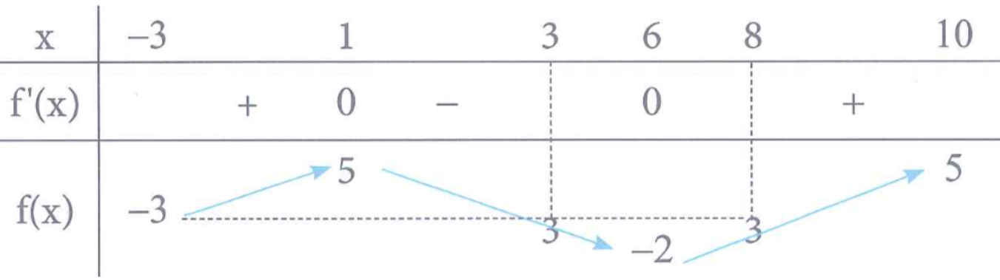 x –3 1 3 6 8 10
f'(x) + 0 – 0 +
5 5
f(x) –3
3 3
–2